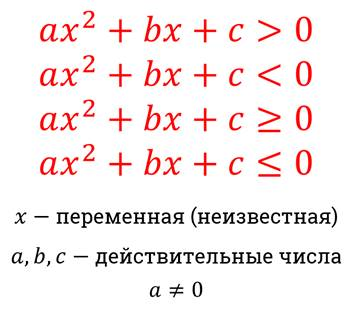 ax² + bx + c > 0
ax² + bx + c < 0
ax² + bx + c ≥ 0
ax² + bx + c ≤ 0
x − переменная (неизвестная)
a, b, c − действительные числа
a ≠ 0